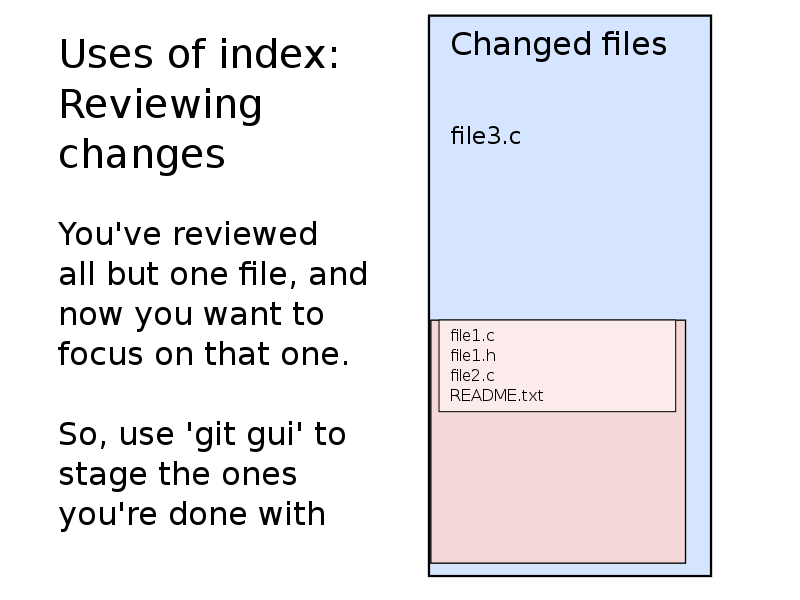 Uses of index:
Reviewing
changes
You've reviewed
all but one file, and
now you want to
focus on that one.
So, use 'git gui' to
stage the ones
you're done with
Changed files
file3.c
file1.c
file1.h
file2.c
README.txt